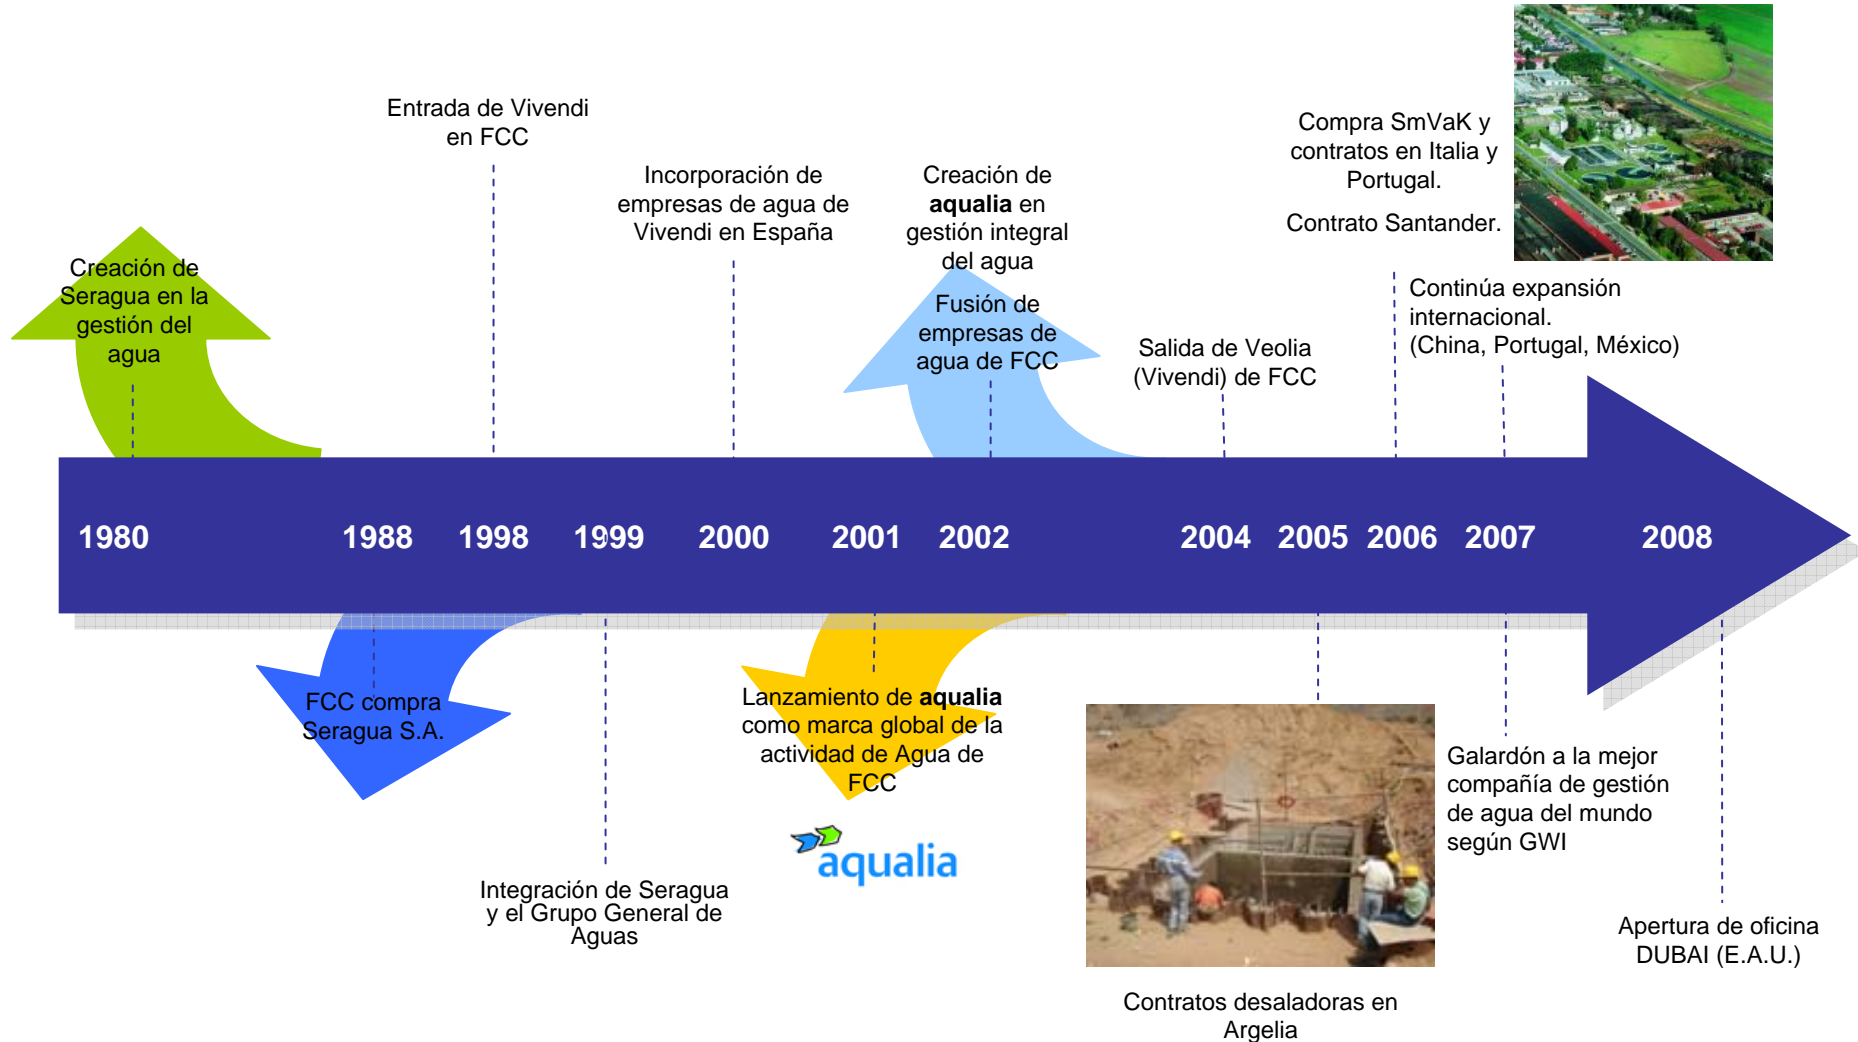 Entrada de Vivendi
en FCC
Compra SmVaK y
contratos en Italia y
Portugal.
Contrato Santander.
Incorporación de
empresas de agua de
Vivendi en España
Creación de
aqualia en
gestión integral
del agua
Fusión de
empresas de
agua de FCC
Creación de
Seragua en la
gestión del
agua
Continúa expansión
internacional.
(China, Portugal, México)
Salida de Veolia
(Vivendi) de FCC
1980 1988 1998 1999 2000 2001 2002 2004 2005 2006 2007 2008
FCC compra
Seragua S.A.
Lanzamiento de aqualia
como marca global de la
actividad de Agua de
FCC
aqualia
Galardón a la mejor
compañía de gestión
de agua del mundo
según GWI
Integración de Seragua
y el Grupo General de
Aguas
Apertura de oficina
DUBAI (E.A.U.)
Contratos desaladoras en
Argelia